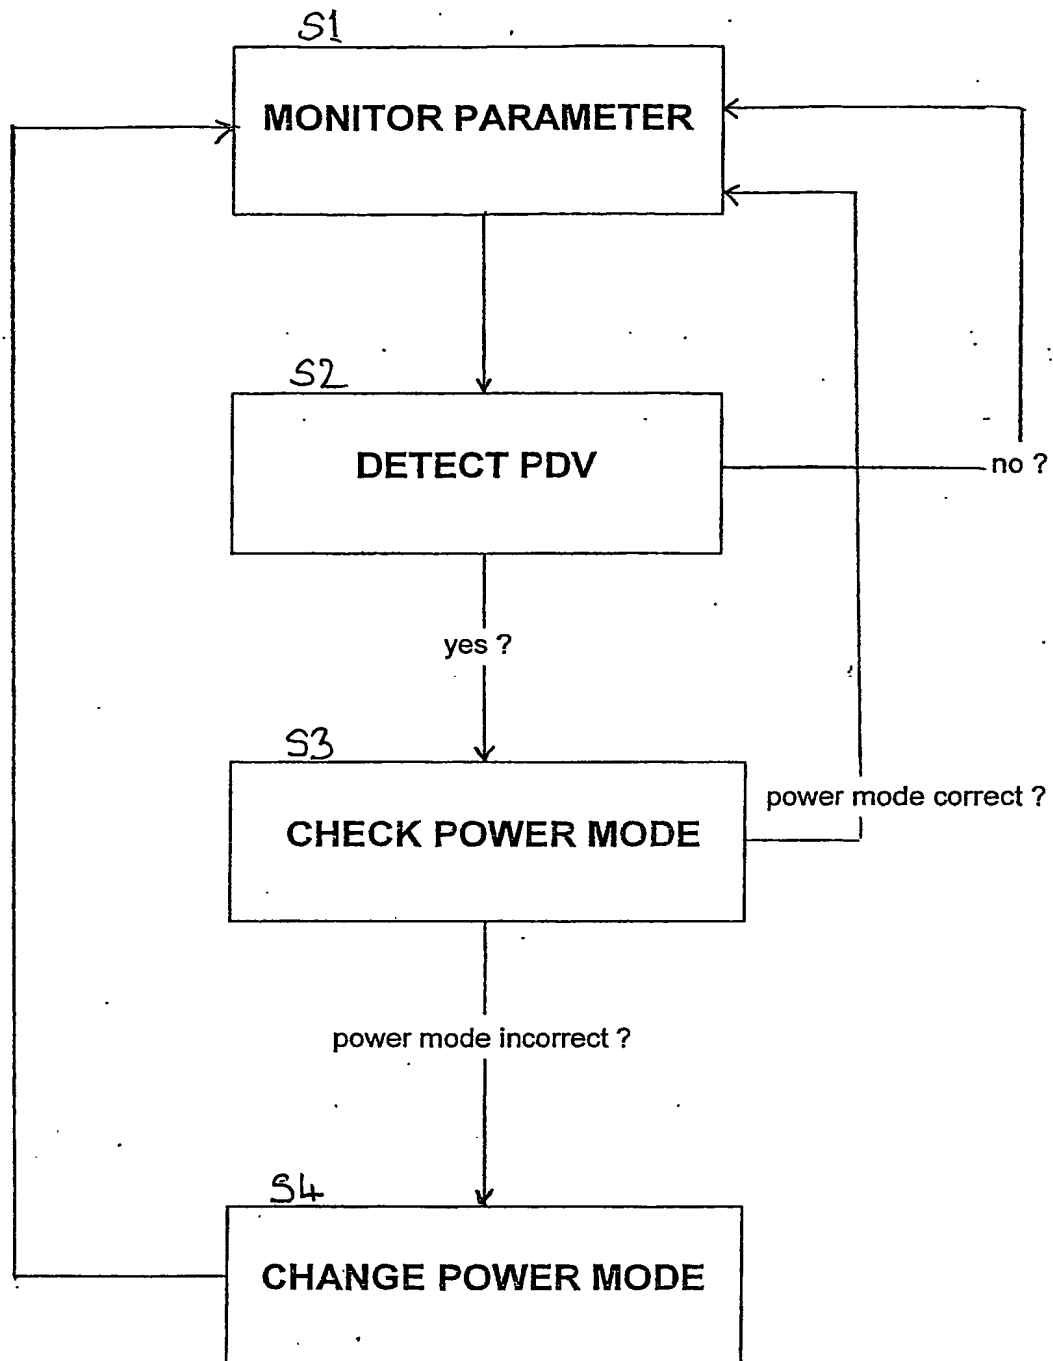 S1
MONITOR PARAMETER
S2
DETECT PDV
no ?
yes ?
S3
CHECK POWER MODE
power mode correct ?
power mode incorrect ?
S4
CHANGE POWER MODE